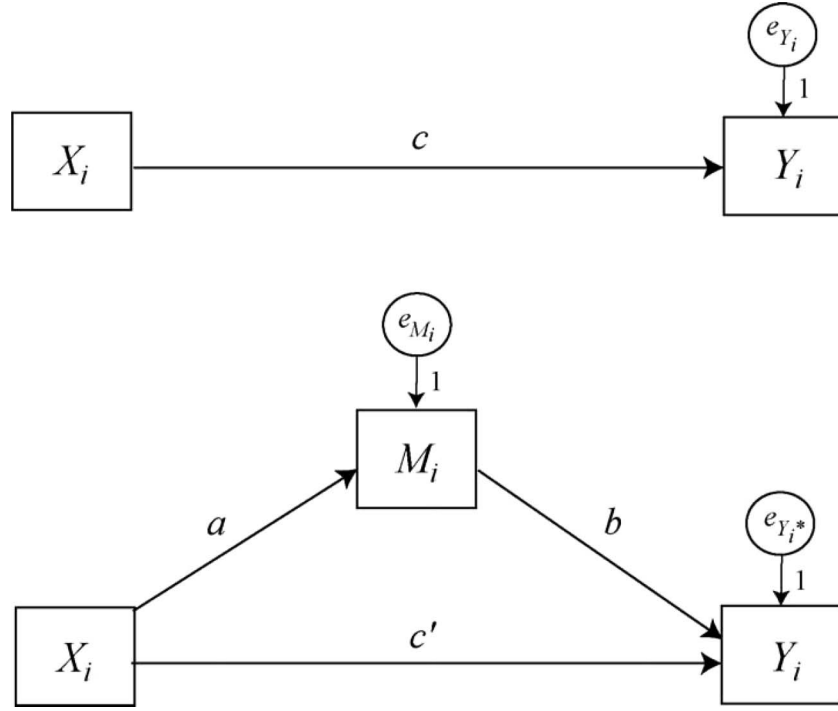 e_{Y_i}
1
c
X_i
Y_i
e_{M_i}
1
M_i
a
b
e_{Y_i*}
1
c'
X_i
Y_i